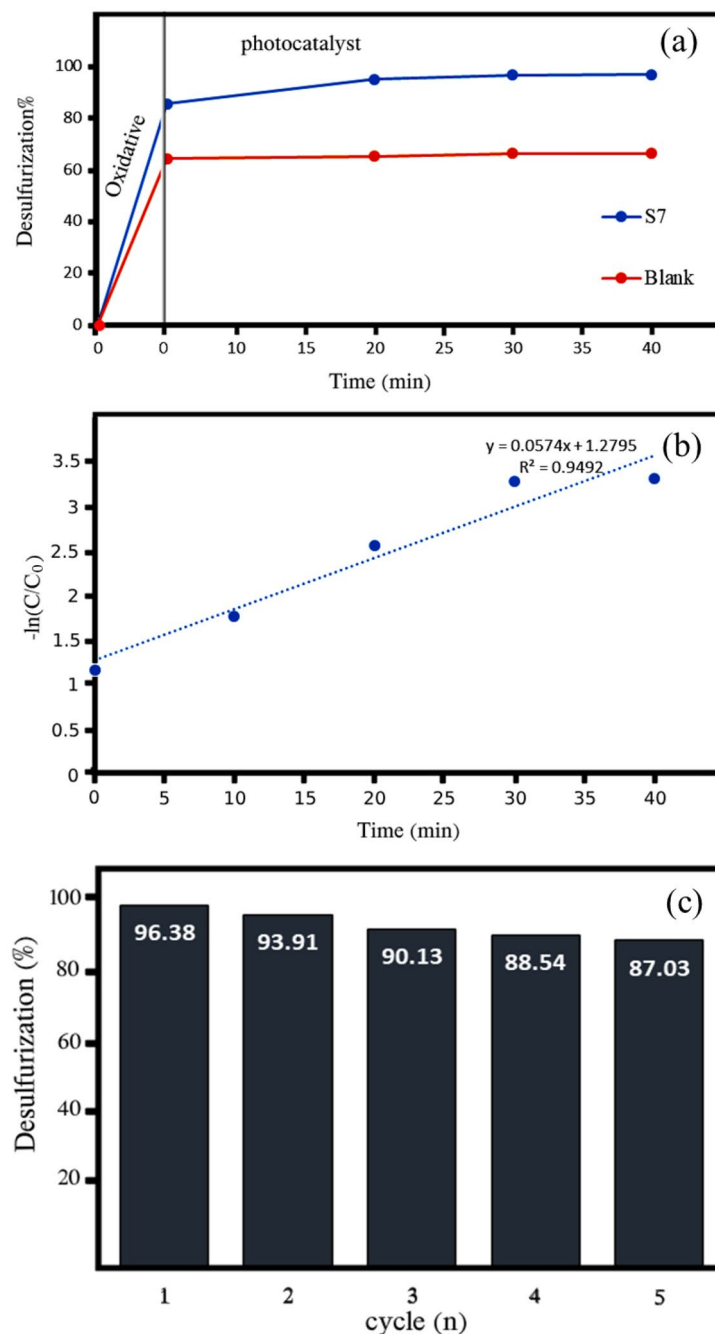 photocatalyst
(a)
Desulfurization%
100
80
60
40
20
0
Oxidative
S7
Blank
0 0 10 20 30 40
Time (min)
(b)
y = 0.0574x + 1.2795
R² = 0.9492
-ln(C/C₀)
3.5
3
2.5
2
1.5
1
0.5
0
0 5 10 15 20 25 30 35 40
Time (min)
(c)
Desulfurization (%)
100
80
60
40
20
96.38 93.91 90.13 88.54 87.03
1 2 3 4 5
cycle (n)